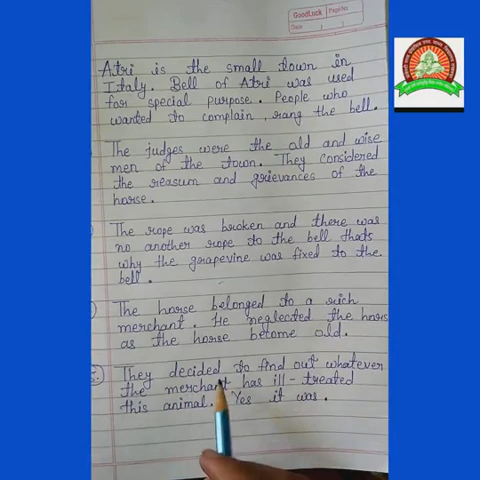 GoodLuck
Page No.
Date
Atri is the small town in
Italy. Bell of Atri was used
for special purpose. People who
wanted to complain, rang the bell.
The judges were the old and wise
men of the town. They considered
the reasum and grievances of the
horse.
The rope was broken and there was
no another rope to the bell thats
why the grapevine was fixed to the
bell.
The horse belonged to a rich
merchant. He neglected the hors
as the horse become old.
5. They decided to find out whatever
the merchant has ill-treated
this animal. Yes it was.